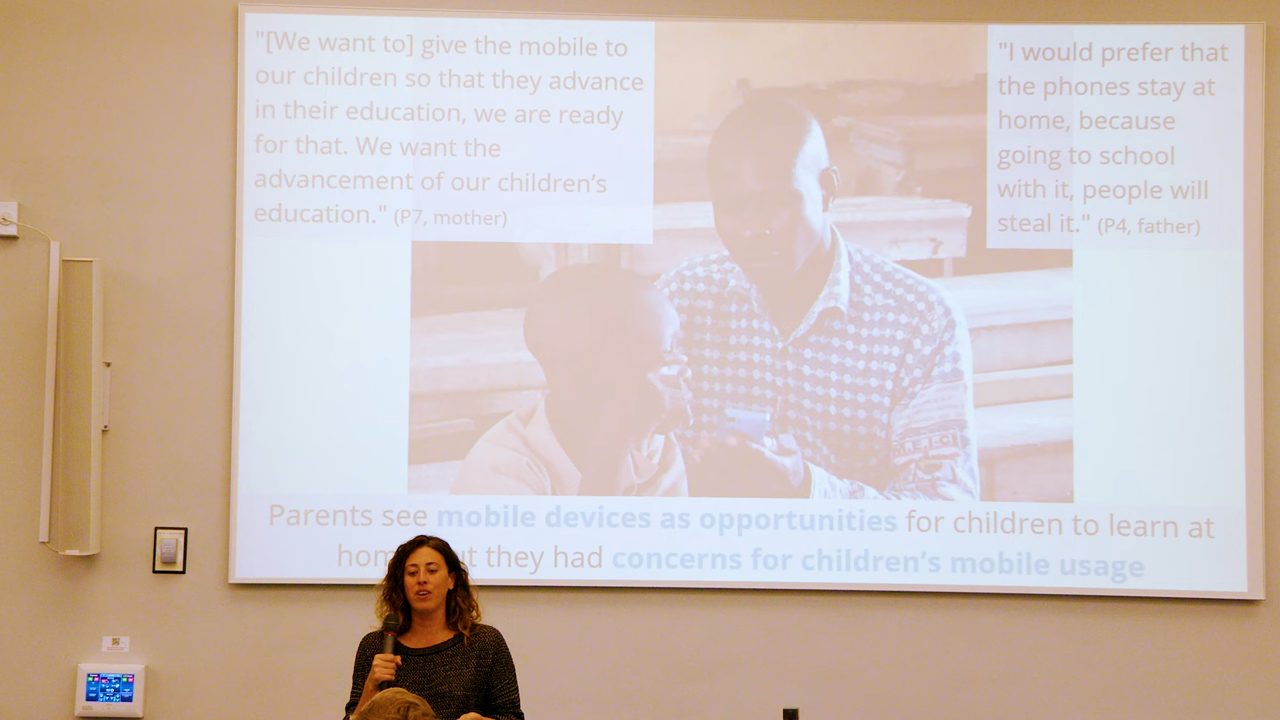 "[We want to] give the mobile to
our children so that they advance
in their education, we are ready
for that. We want the
advancement of our children's
education." (P7, mother)
"I would prefer that
the phones stay at
home, because
going to school
with it, people will
steal it." (P4, father)
Parents see mobile devices as opportunities for children to learn at
they had concerns for children's mobile usage